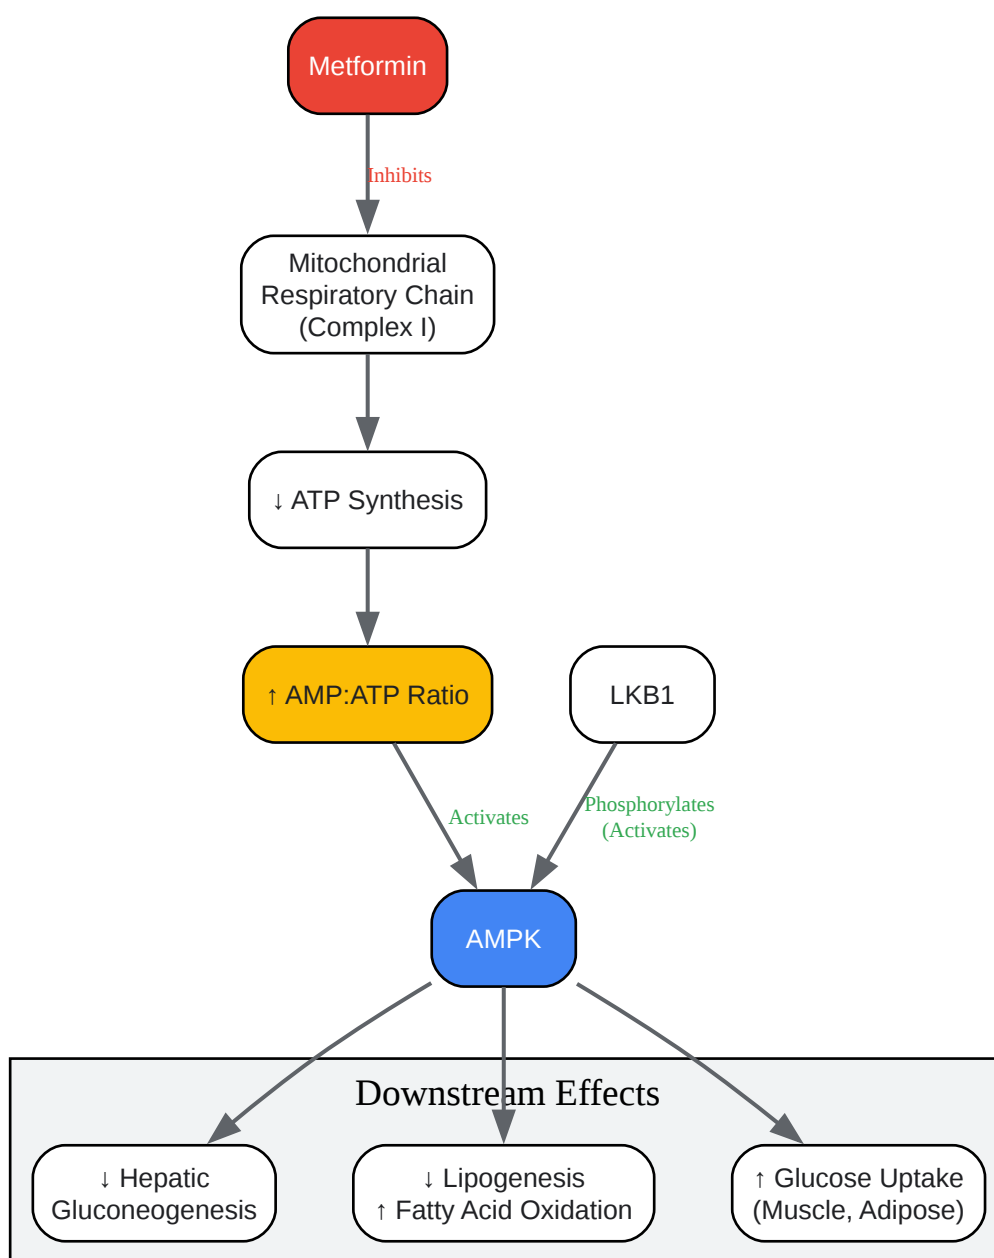 Metformin
Inhibits
Mitochondrial
Respiratory Chain
(Complex I)
↓ ATP Synthesis
↑ AMP:ATP Ratio
LKB1
Activates
Phosphorylates
(Activates)
AMPK
Downstream Effects
↓ Hepatic
Gluconeogenesis
↓ Lipogenesis
↑ Fatty Acid Oxidation
↑ Glucose Uptake
(Muscle, Adipose)